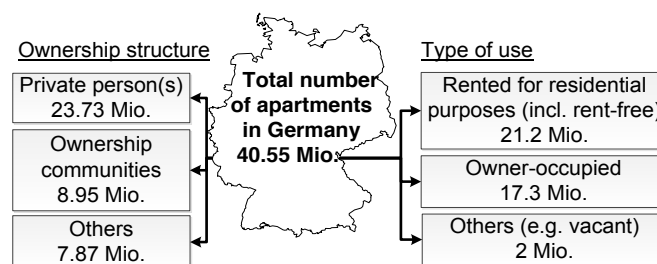 Ownership structure
Private person(s)
23.73 Mio.
Ownership
communities
8.95 Mio.
Others
7.87 Mio.
Total number
of apartments
in Germany
40.55 Mio.
Type of use
Rented for residential
purposes (incl. rent-free)
21.2 Mio.
Owner-occupied
17.3 Mio.
Others (e.g. vacant)
2 Mio.